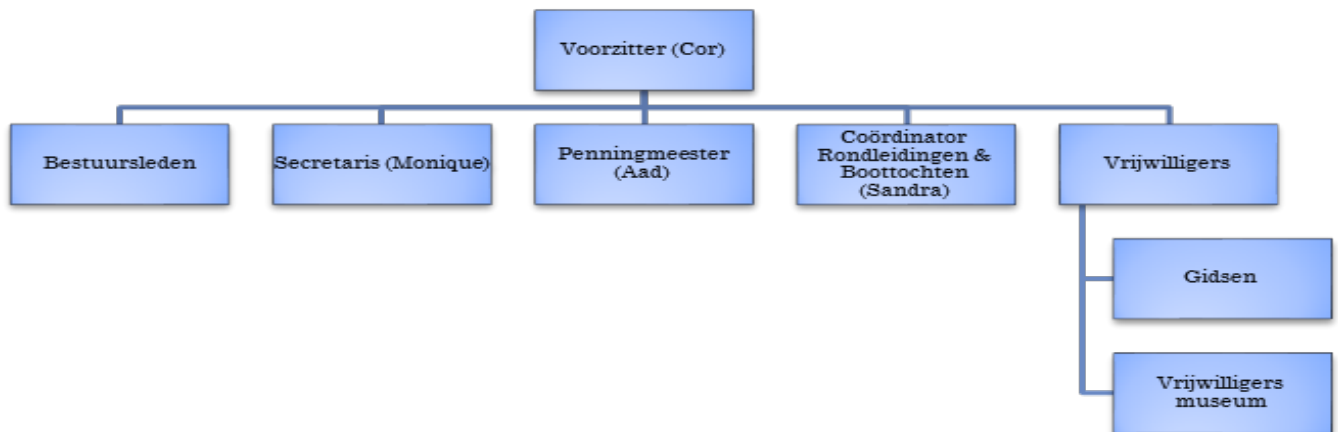 Voorzitter (Cor)
Bestuursleden
Secretaris (Monique)
Penningmeester
(Aad)
Coördinator
Rondleidingen &
Boottochten
(Sandra)
Vrijwilligers
Gidsen
Vrijwilligers
museum